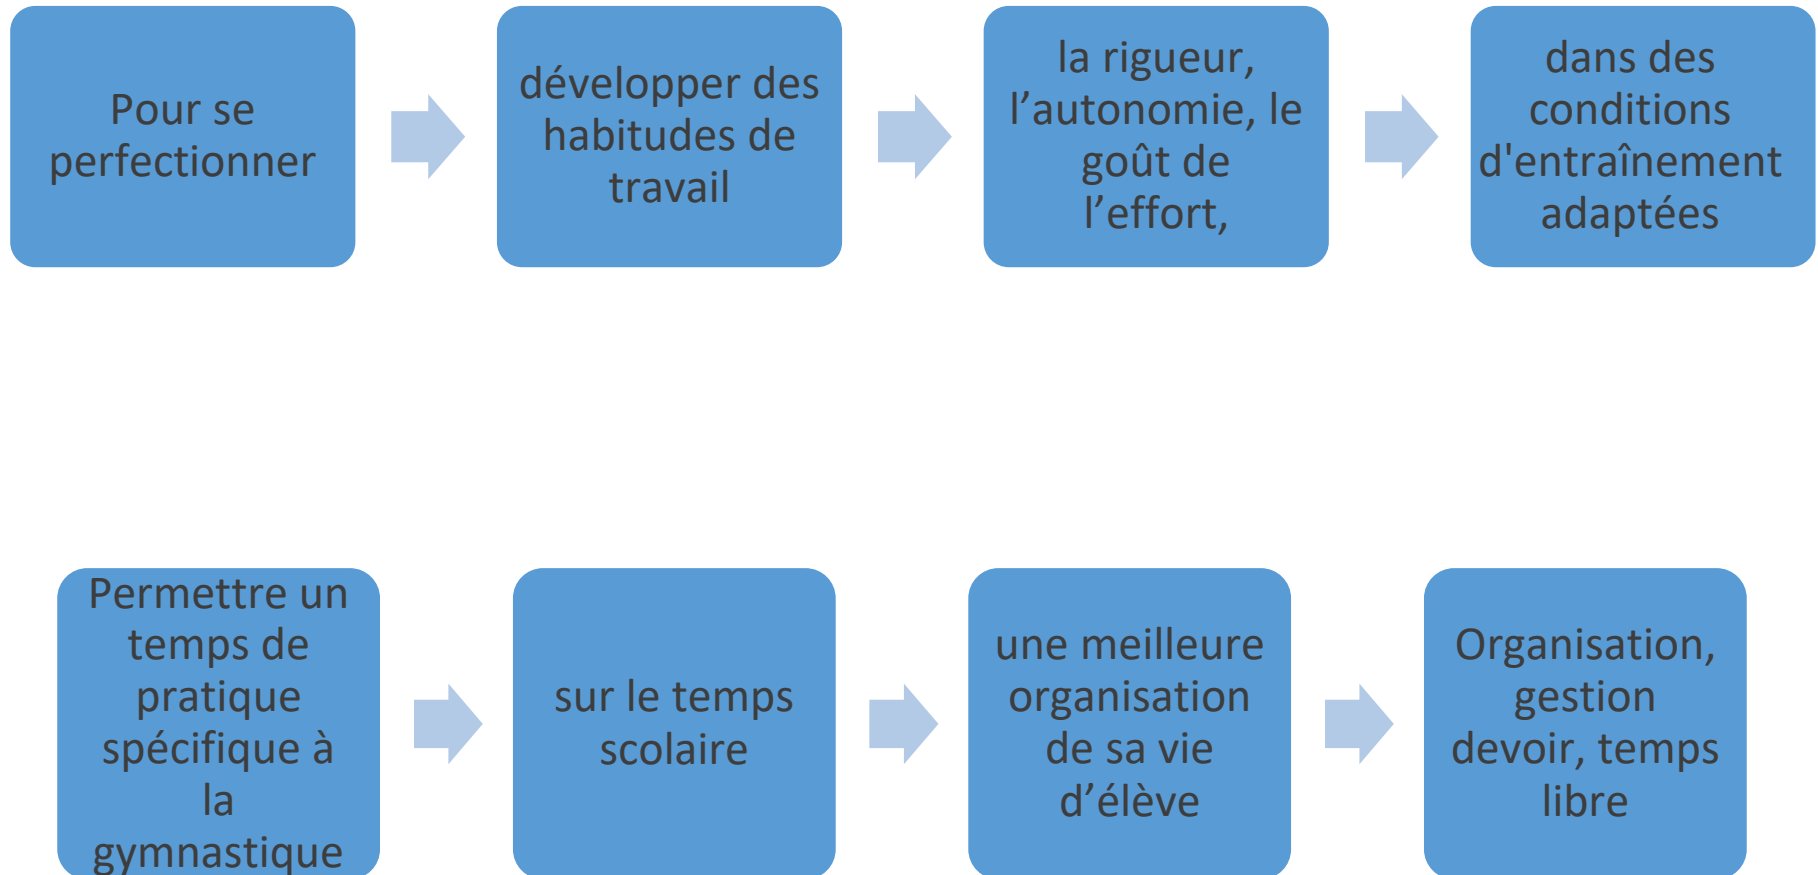 Pour se
perfectionner
développer des
habitudes de
travail
la rigueur,
l’autonomie, le
goût de
l’effort,
dans des
conditions
d'entraînement
adaptées
Permettre un
temps de
pratique
spécifique à
la
gymnastique
sur le temps
scolaire
une meilleure
organisation
de sa vie
d’élève
Organisation,
gestion
devoir, temps
libre